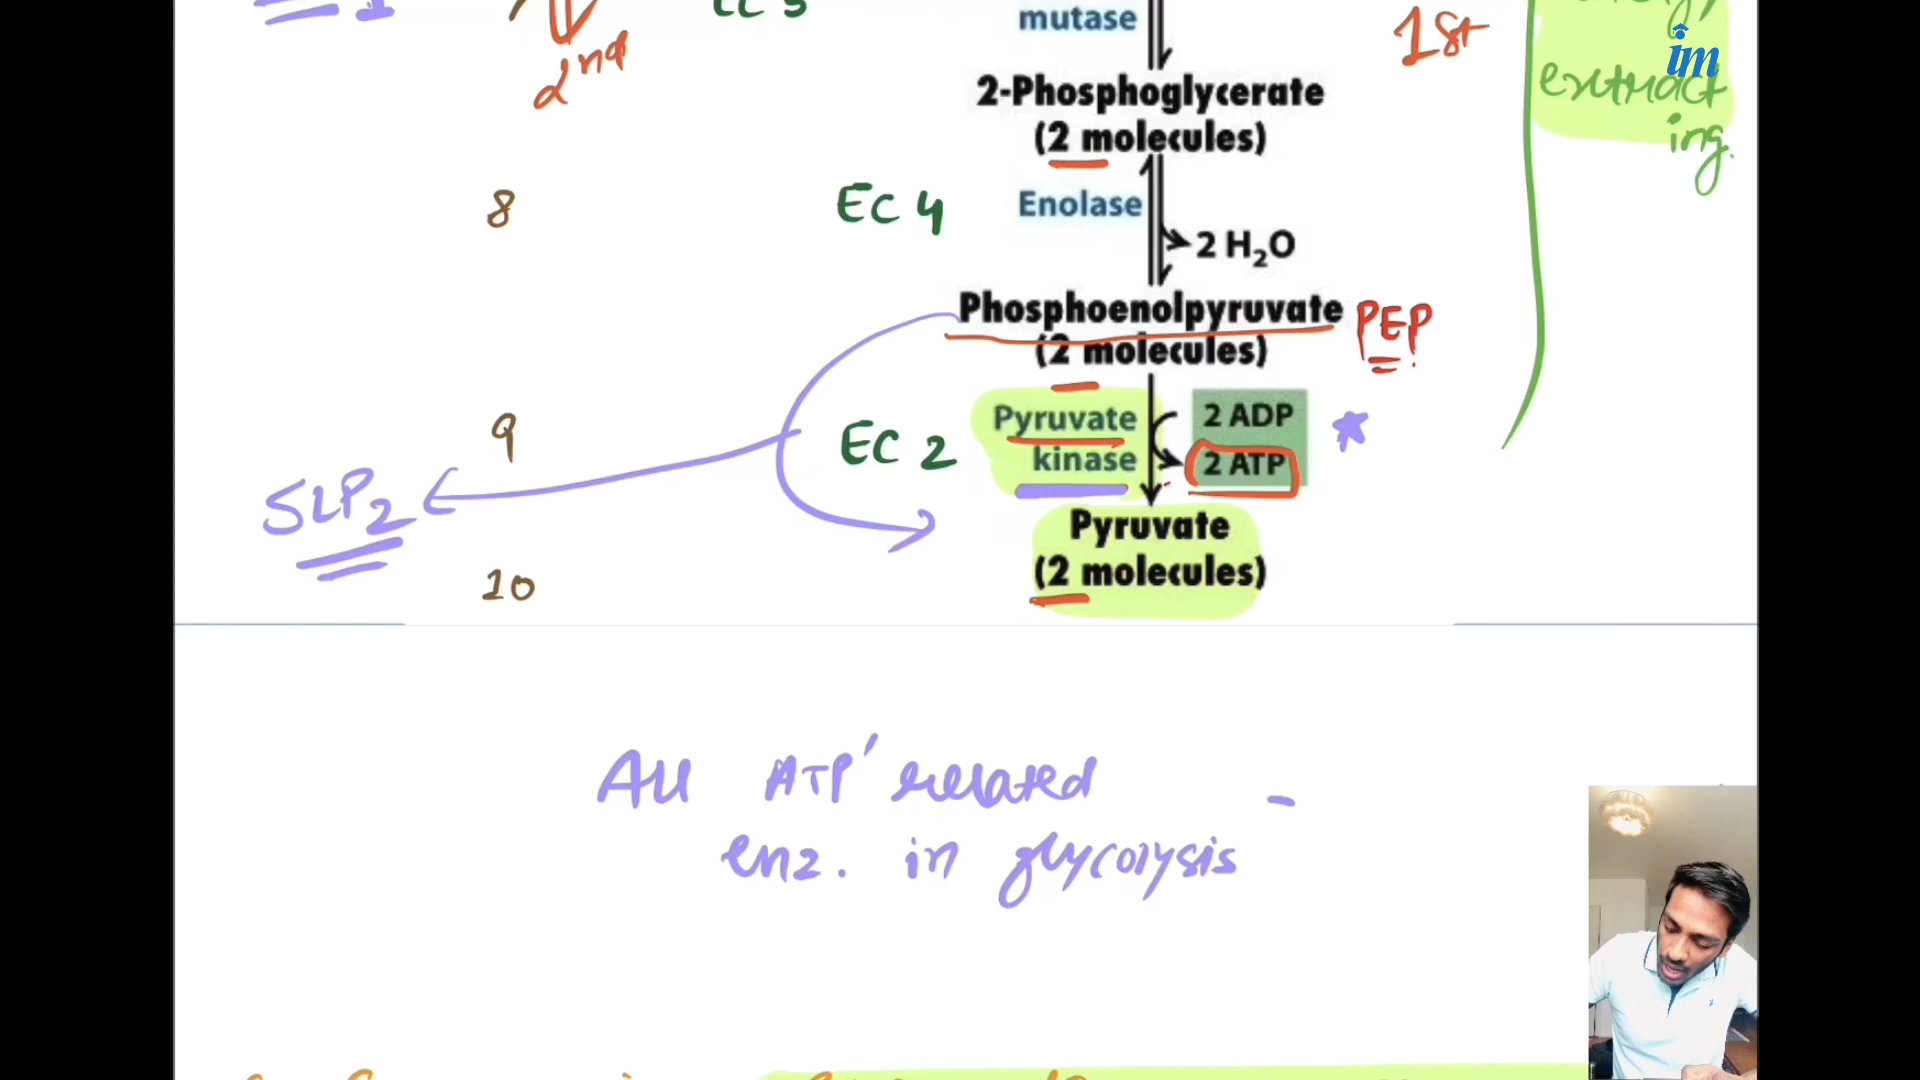 mutase
1st
im
2nd
extract
ing.
2-Phosphoglycerate
(2 molecules)
8
EC 4
Enolase
2 H₂O
Phosphoenolpyruvate
PEP
(2 molecules)
9
EC 2
Pyruvate
kinase
2 ADP
2 ATP
SLP₂
Pyruvate
(2 molecules)
10
All ATP' related -
enz. in glycolysis